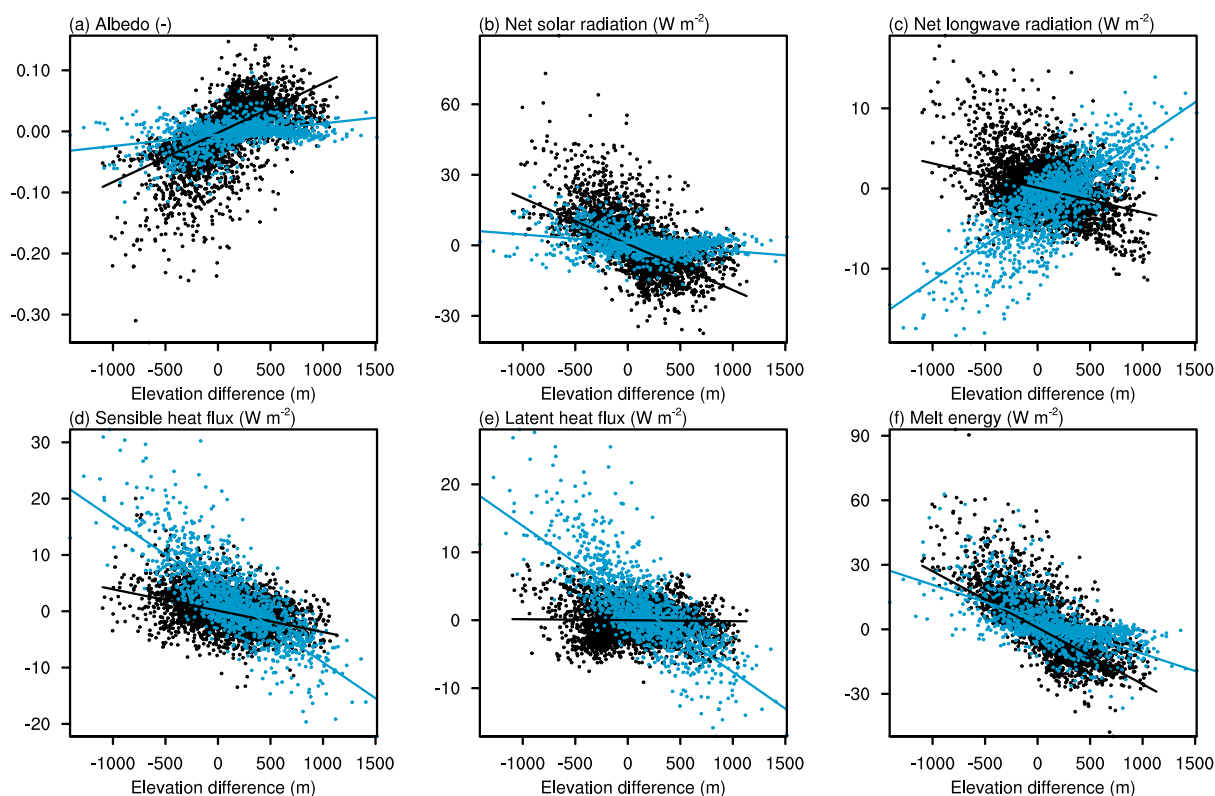 (a) Albedo (-)
0.10
0.00
-0.10
-0.20
-0.30
-1000 -500 0 500 1000 1500
Elevation difference (m)
(b) Net solar radiation (W m-2)
60
30
0
-30
-1000 -500 0 500 1000 1500
Elevation difference (m)
(c) Net longwave radiation (W m-2)
10
0
-10
-1000 -500 0 500 1000 1500
Elevation difference (m)
(d) Sensible heat flux (W m-2)
30
20
10
0
-10
-20
-1000 -500 0 500 1000 1500
Elevation difference (m)
(e) Latent heat flux (W m-2)
20
10
0
-10
-1000 -500 0 500 1000 1500
Elevation difference (m)
(f) Melt energy (W m-2)
90
60
30
0
-30
-1000 -500 0 500 1000 1500
Elevation difference (m)